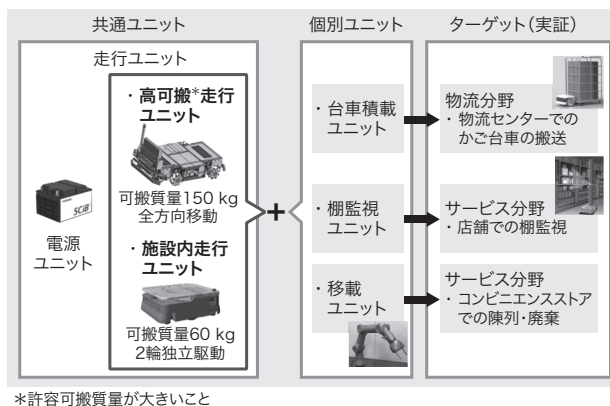 共通ユニット
走行ユニット
電源
ユニット
SCiB
・高可搬*走行
ユニット
可搬質量150 kg
全方向移動
・施設内走行
ユニット
可搬質量60 kg
2輪独立駆動
+
個別ユニット
・台車積載
ユニット
・棚監視
ユニット
・移載
ユニット
ターゲット（実証）
物流分野
・物流センターでの
かご台車の搬送
サービス分野
・店舗での棚監視
サービス分野
・コンビニエンスストア
での陳列・廃棄
*許容可搬質量が大きいこと